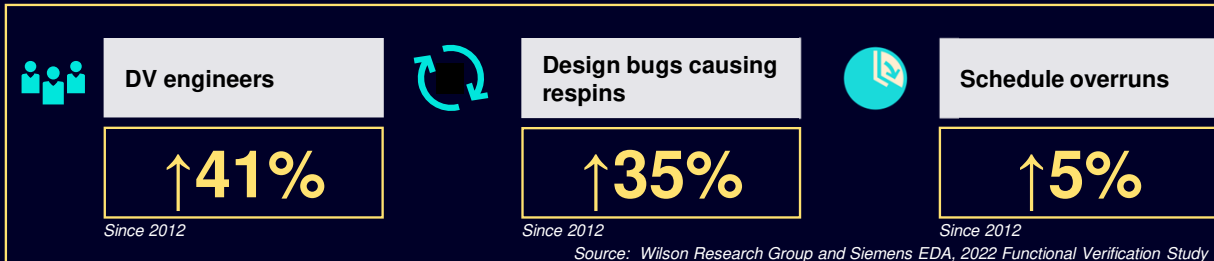 DV engineers
Design bugs causing
respins
Schedule overruns
↑41%
↑35%
↑5%
Since 2012
Since 2012
Since 2012
Source: Wilson Research Group and Siemens EDA, 2022 Functional Verification Study